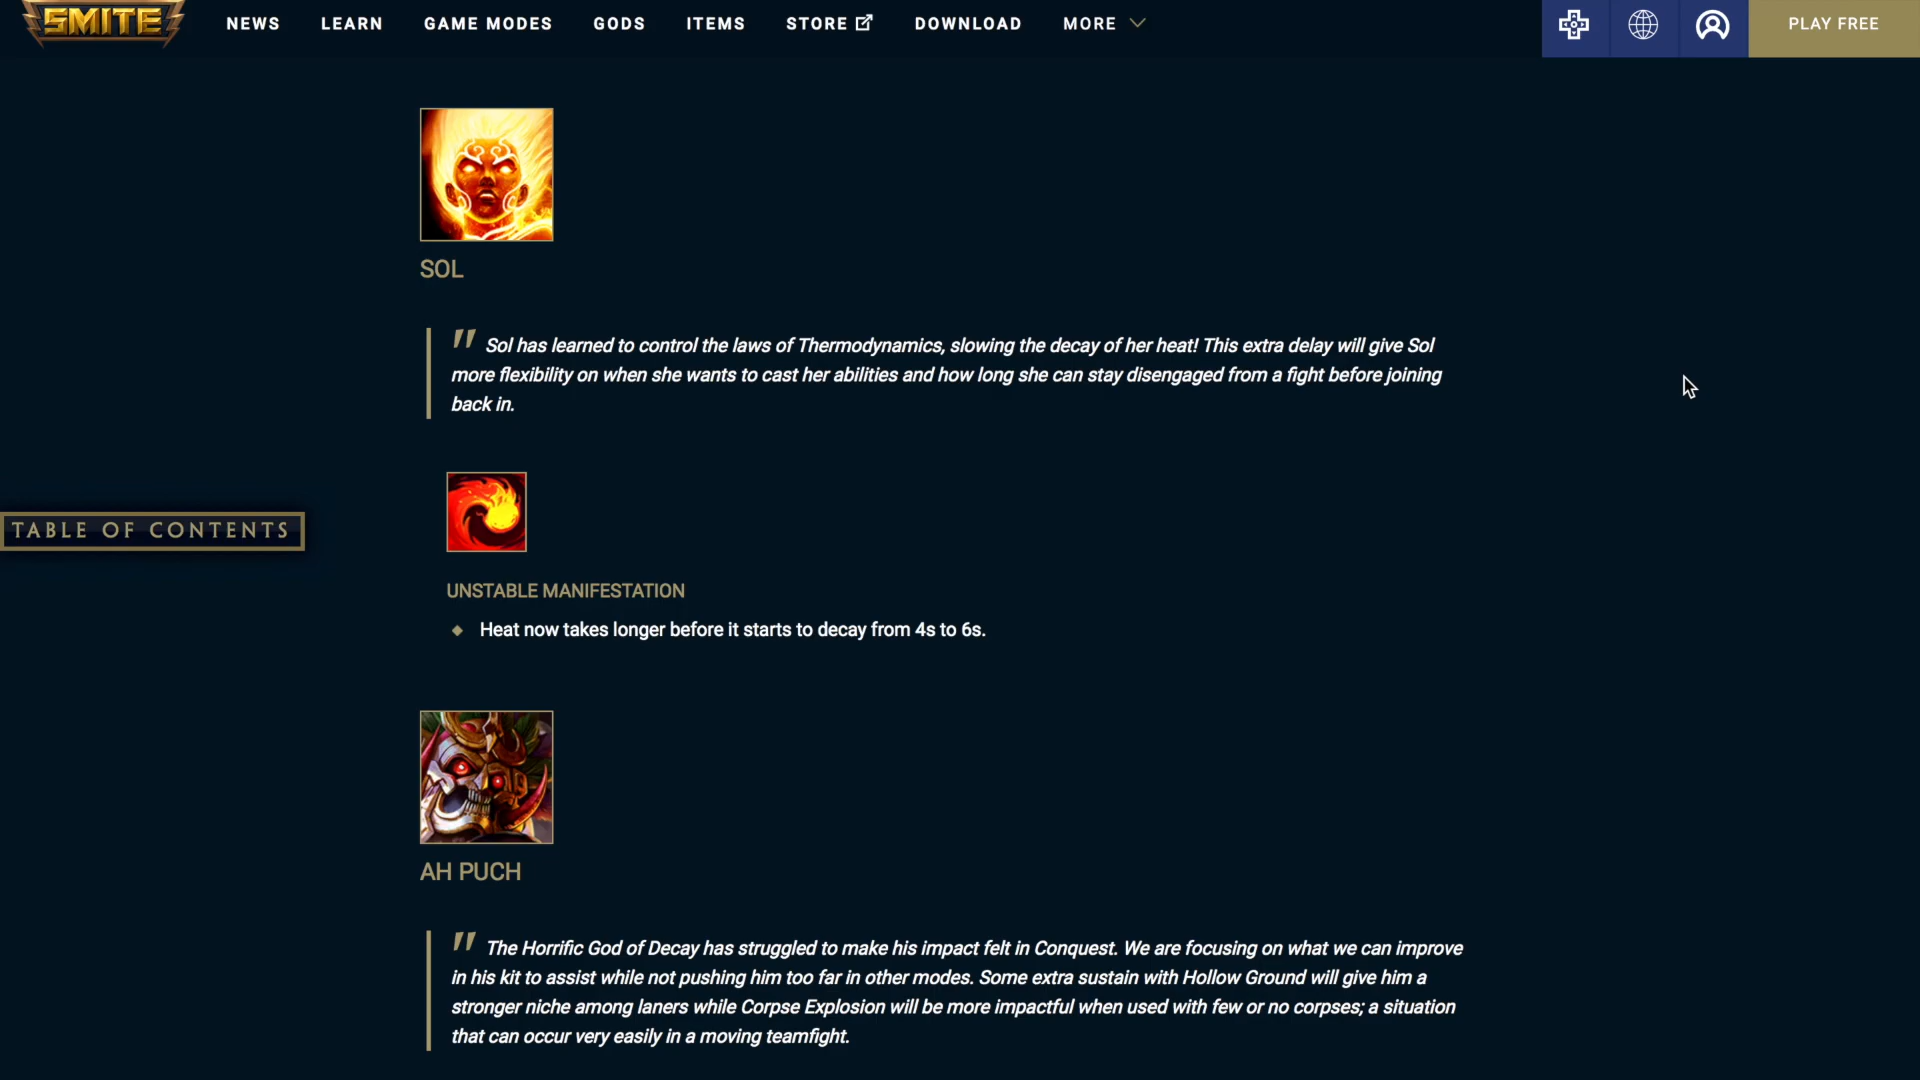 SMITE
NEWS
LEARN
GAME MODES
GODS
ITEMS
STORE
DOWNLOAD
MORE
PLAY FREE
SOL
" Sol has learned to control the laws of Thermodynamics, slowing the decay of her heat! This extra delay will give Sol
more flexibility on when she wants to cast her abilities and how long she can stay disengaged from a fight before joining
back in.
TABLE OF CONTENTS
UNSTABLE MANIFESTATION
Heat now takes longer before it starts to decay from 4s to 6s.
AH PUCH
" The Horrific God of Decay has struggled to make his impact felt in Conquest. We are focusing on what we can improve
in his kit to assist while not pushing him too far in other modes. Some extra sustain with Hollow Ground will give him a
stronger niche among laners while Corpse Explosion will be more impactful when used with few or no corpses; a situation
that can occur very easily in a moving teamfight.